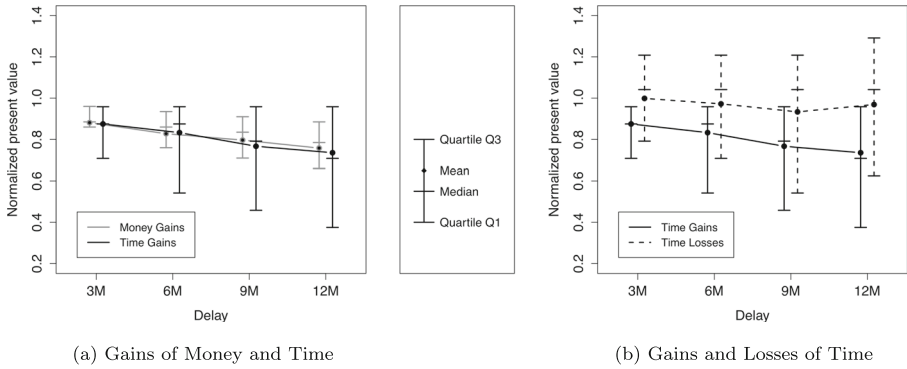 Normalized present value
1.4
1.2
1.0
0.8
0.6
0.4
0.2
Money Gains
Time Gains
3M 6M 9M 12M
Delay
(a) Gains of Money and Time
Quartile Q3
Mean
Median
Quartile Q1
Normalized present value
1.4
1.2
1.0
0.8
0.6
0.4
0.2
Time Gains
Time Losses
3M 6M 9M 12M
Delay
(b) Gains and Losses of Time